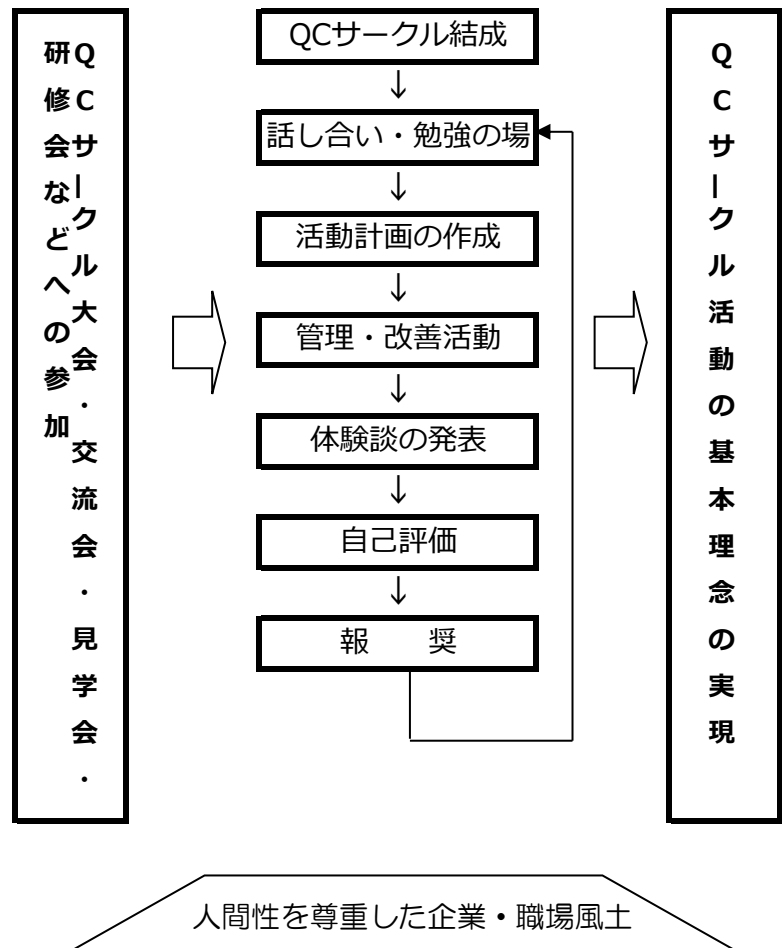 QCサークル大会・交流会・見学会・
研修会などへの参加
QCサークル結成
↓
話し合い・勉強の場
↓
活動計画の作成
↓
管理・改善活動
↓
体験談の発表
↓
自己評価
↓
報　奨
QCサークル活動の基本理念の実現
人間性を尊重した企業・職場風土